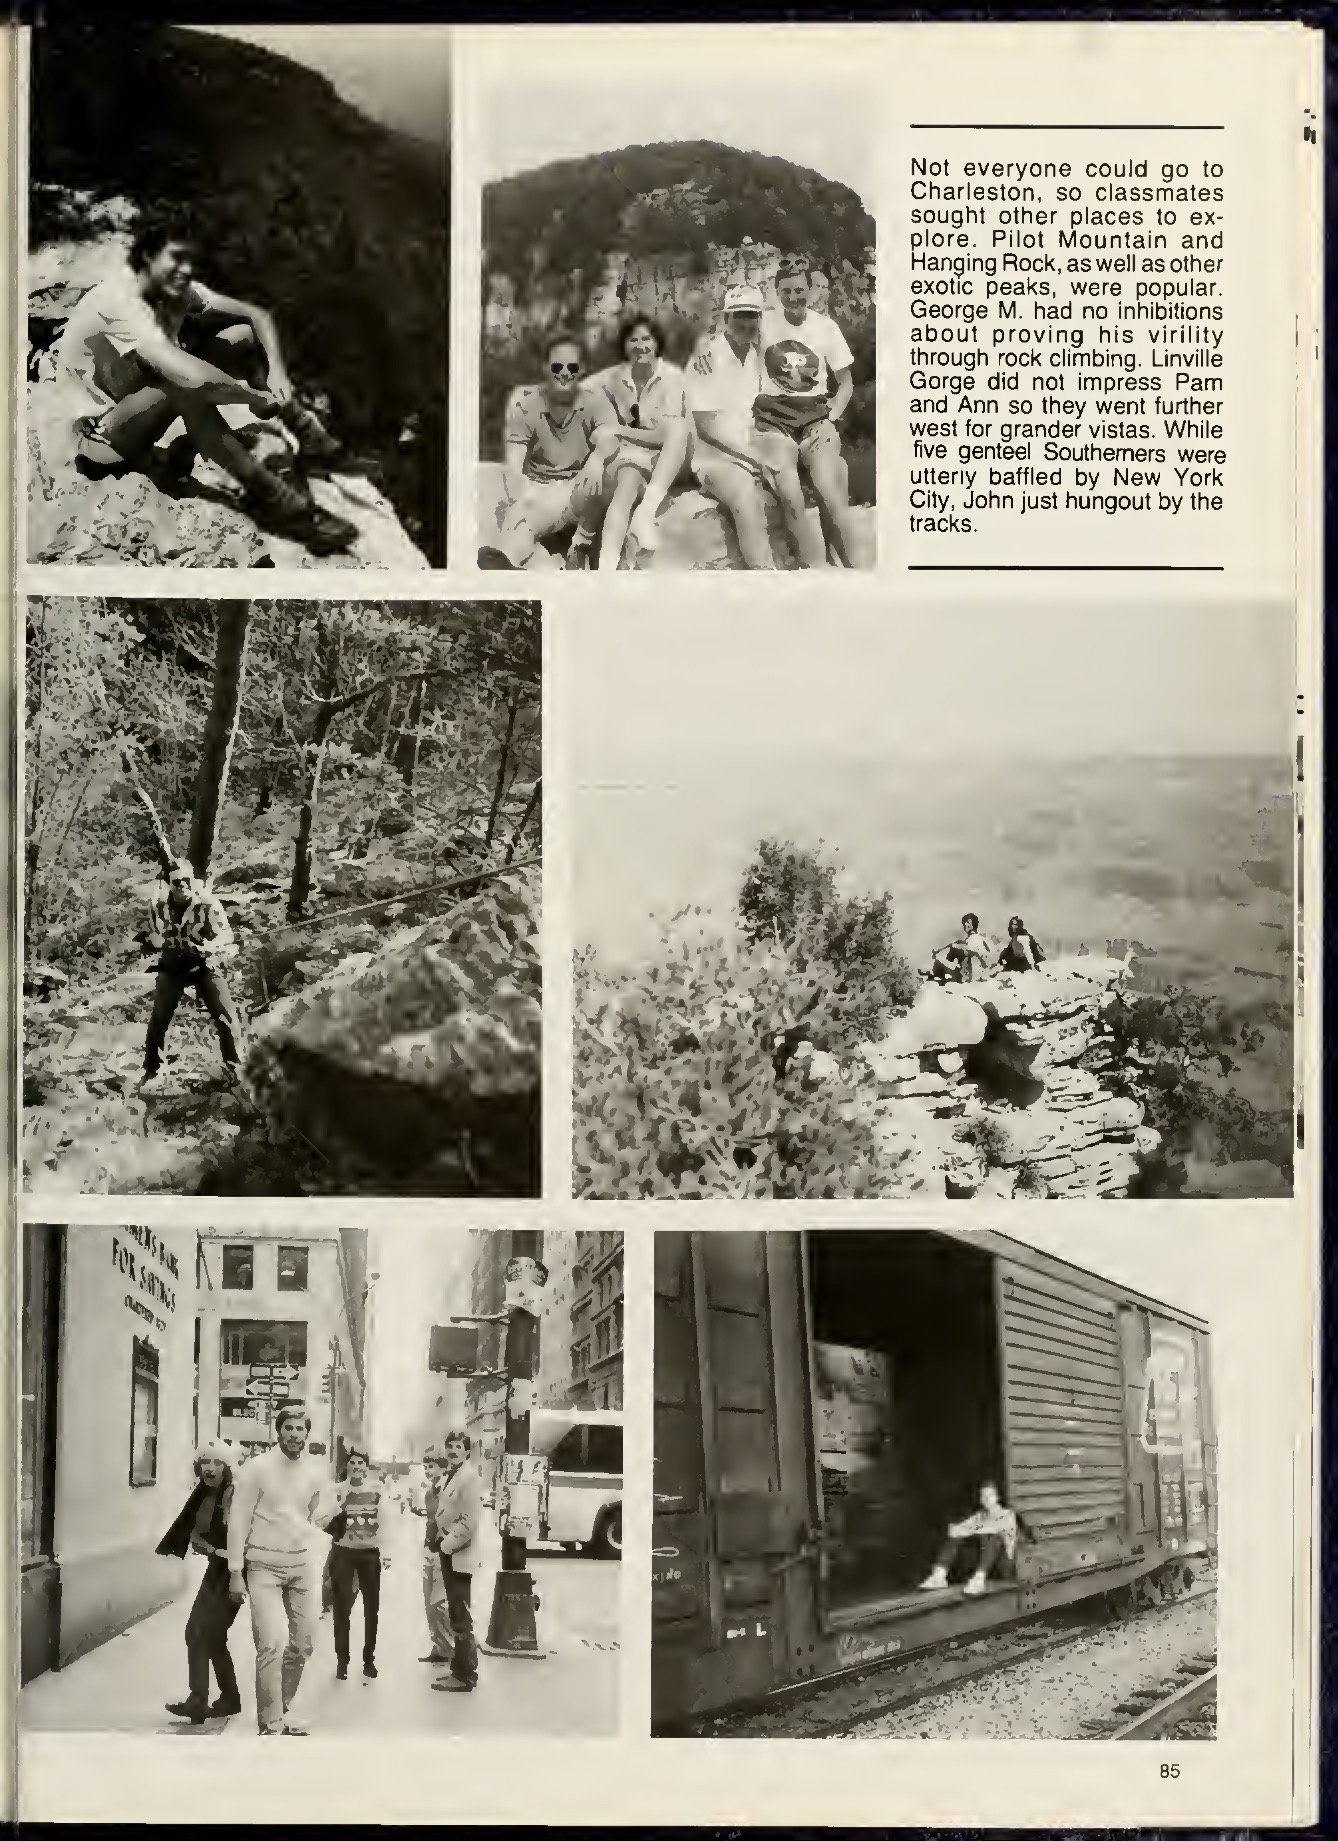 Not everyone could go to
Charleston, so classmates
sought other places to ex-
plore. Pilot Mountain and
Hanging Rock, as well as other
exotic peaks, were popular.
George M. had no inhibitions
about proving his virility
through rock climbing. Linville
Gorge did not impress Pam
and Ann so they went further
west for grander vistas. While
five genteel Southerners were
utterly baffled by New York
City, John just hungout by the
tracks.
FOR SAVINGS
85